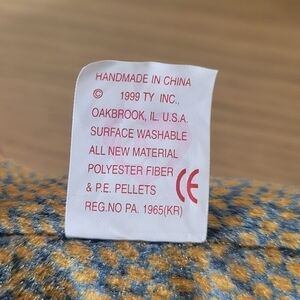 HANDMADE IN CHINA
© 1999 TY INC.,
OAKBROOK, IL. U.S.A.
SURFACE WASHABLE
ALL NEW MATERIAL
POLYESTER FIBER
& P.E. PELLETS CE
REG.NO PA. 1965(KR)